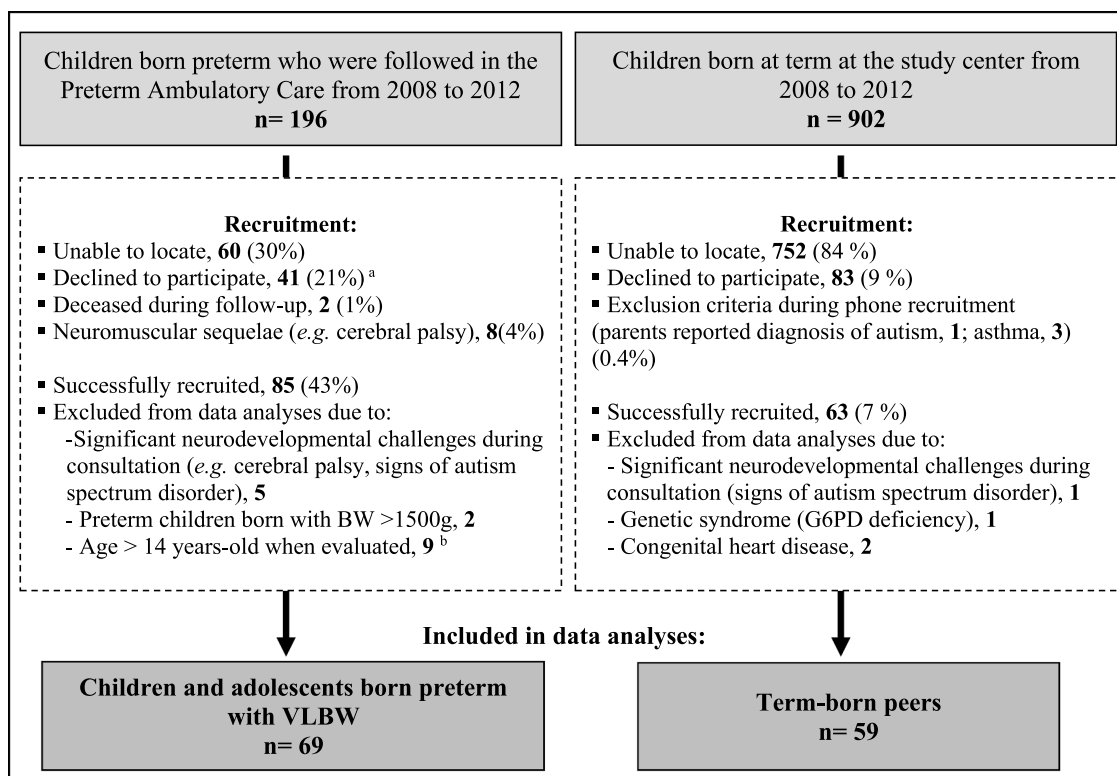 Children born preterm who were followed in the
Preterm Ambulatory Care from 2008 to 2012
n= 196
Recruitment:
▪ Unable to locate, 60 (30%)
▪ Declined to participate, 41 (21%) a
▪ Deceased during follow-up, 2 (1%)
▪ Neuromuscular sequelae (e.g. cerebral palsy), 8(4%)
▪ Successfully recruited, 85 (43%)
▪ Excluded from data analyses due to:
-Significant neurodevelopmental challenges during
consultation (e.g. cerebral palsy, signs of autism
spectrum disorder), 5
- Preterm children born with BW >1500g, 2
- Age > 14 years-old when evaluated, 9 b
Children born at term at the study center from
2008 to 2012
n = 902
Recruitment:
▪ Unable to locate, 752 (84 %)
▪ Declined to participate, 83 (9 %)
▪ Exclusion criteria during phone recruitment
(parents reported diagnosis of autism, 1; asthma, 3)
(0.4%)
▪ Successfully recruited, 63 (7 %)
▪ Excluded from data analyses due to:
- Significant neurodevelopmental challenges during
consultation (signs of autism spectrum disorder), 1
- Genetic syndrome (G6PD deficiency), 1
- Congenital heart disease, 2
Included in data analyses:
Children and adolescents born preterm
with VLBW
n= 69
Term-born peers
n= 59